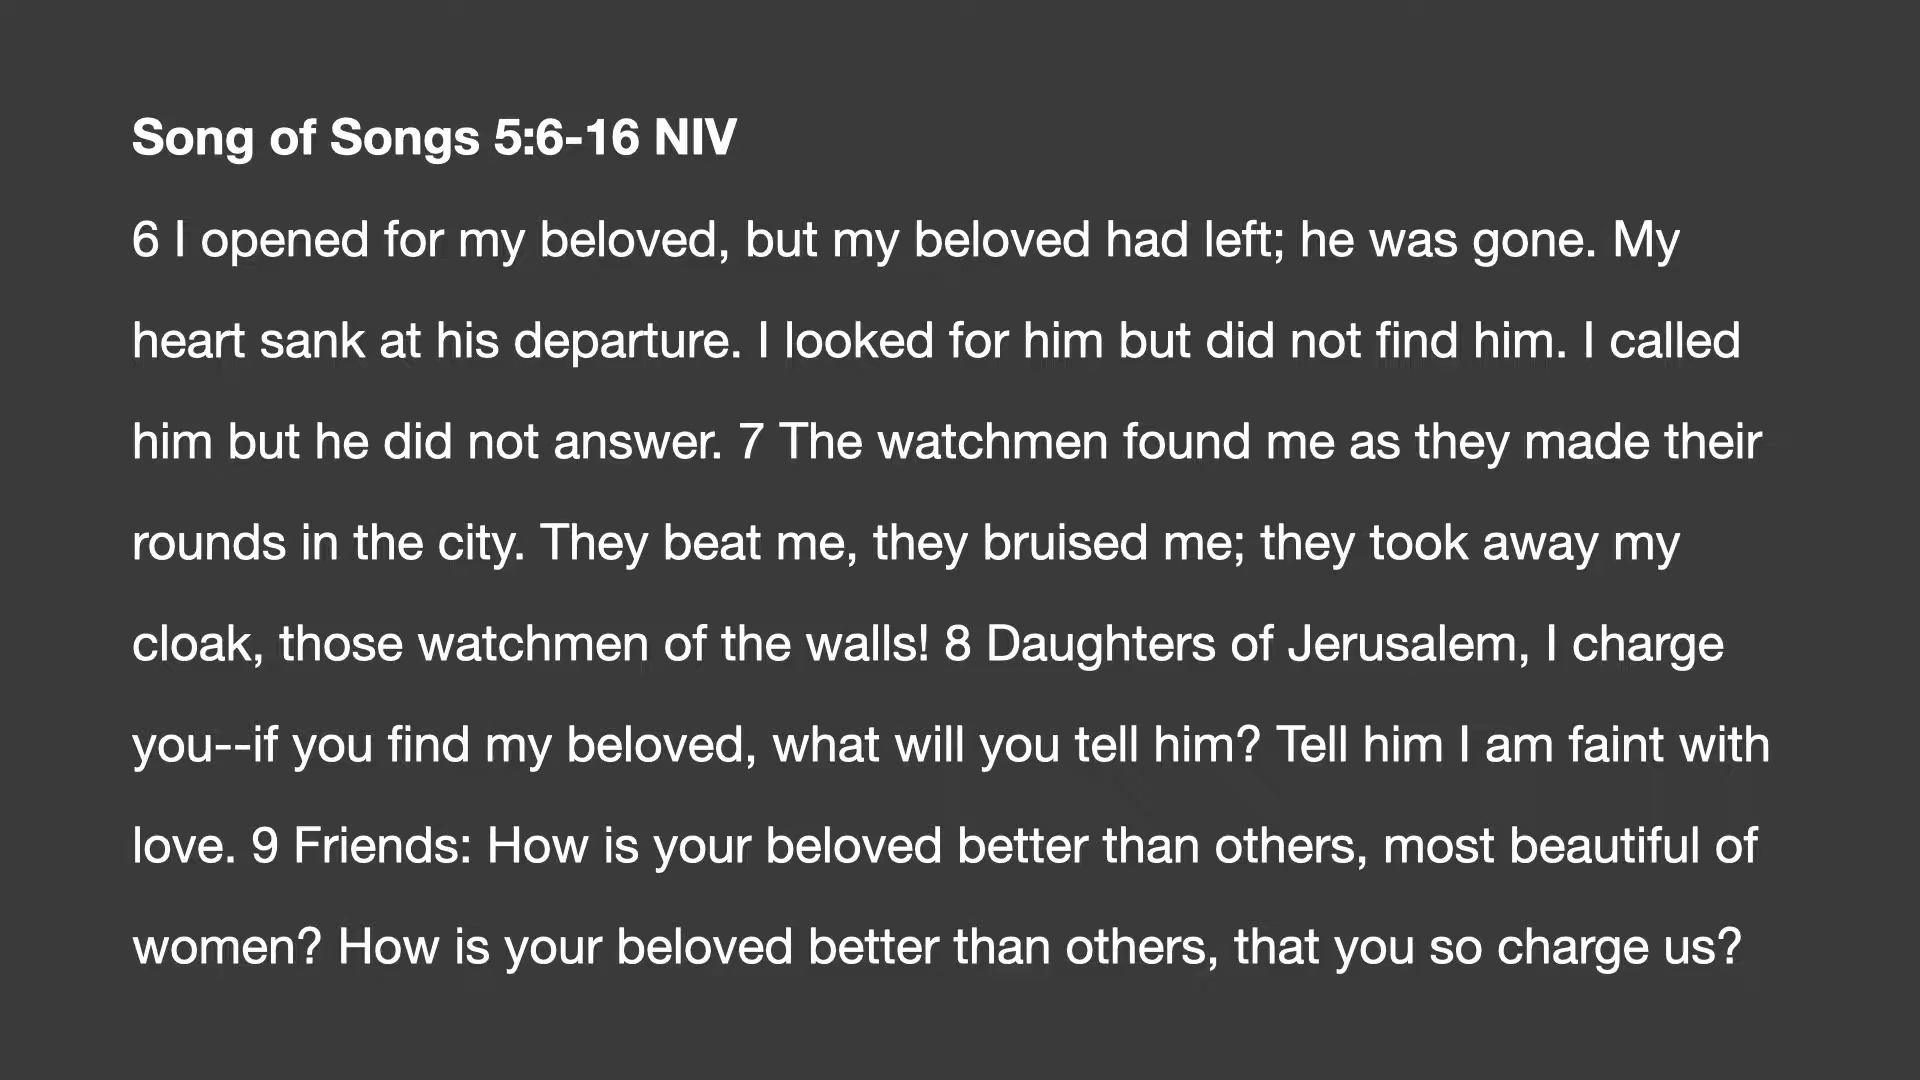 Song of Songs 5:6-16 NIV
6 I opened for my beloved, but my beloved had left; he was gone. My
heart sank at his departure. I looked for him but did not find him. I called
him but he did not answer. 7 The watchmen found me as they made their
rounds in the city. They beat me, they bruised me; they took away my
cloak, those watchmen of the walls! 8 Daughters of Jerusalem, I charge
you--if you find my beloved, what will you tell him? Tell him I am faint with
love. 9 Friends: How is your beloved better than others, most beautiful of
women? How is your beloved better than others, that you so charge us?